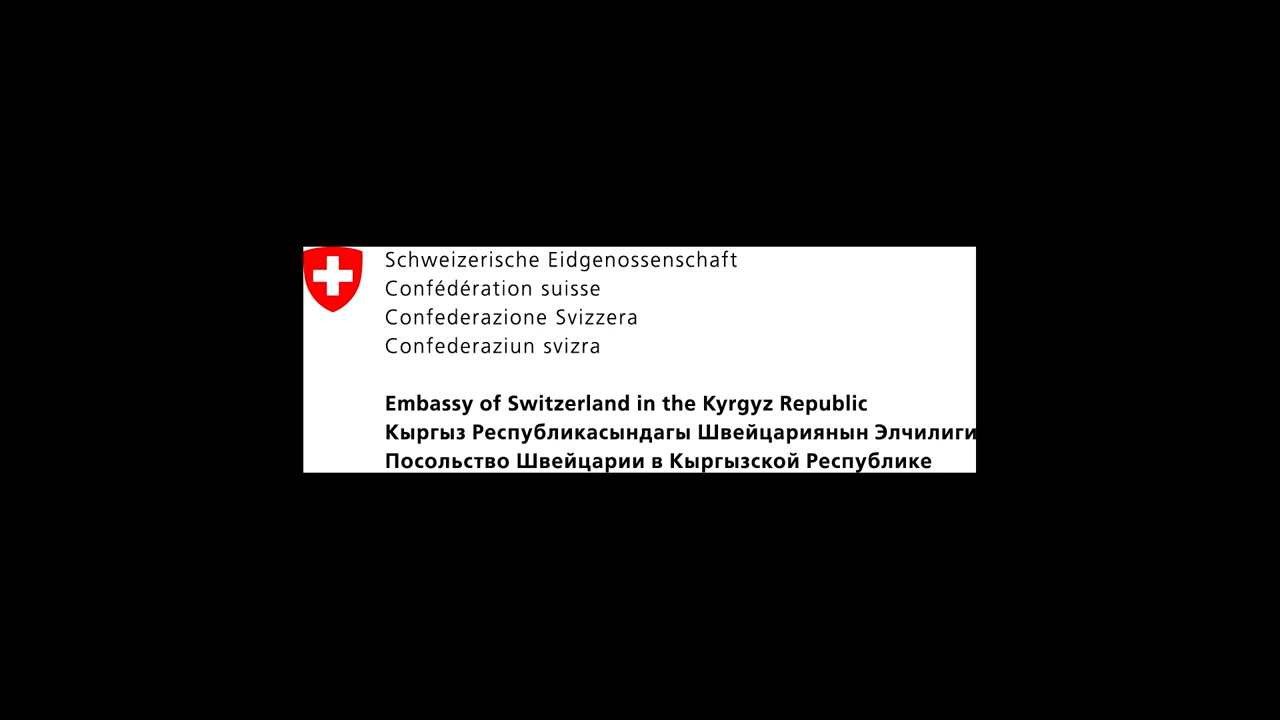 Schweizerische Eidgenossenschaft
Confédération suisse
Confederazione Svizzera
Confederaziun svizra
Embassy of Switzerland in the Kyrgyz Republic
Кыргыз Республикасындагы Швейцариянын Элчилиги
Посольство Швейцарии в Кыргызской Республике